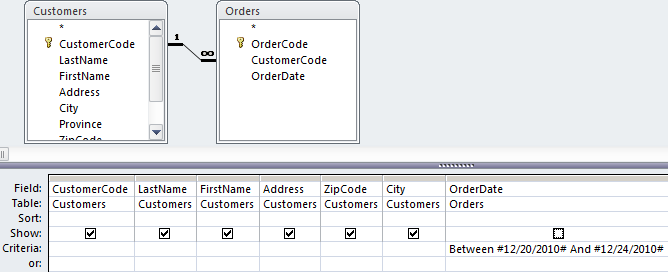 Customers
*
CustomerCode
LastName
FirstName
Address
City
Province
ZipCode
1
∞
Orders
*
OrderCode
CustomerCode
OrderDate
Field: CustomerCode LastName FirstName Address ZipCode City OrderDate
Table: Customers Customers Customers Customers Customers Customers Orders
Sort:
Show:
Criteria: Between #12/20/2010# And #12/24/2010#
or: